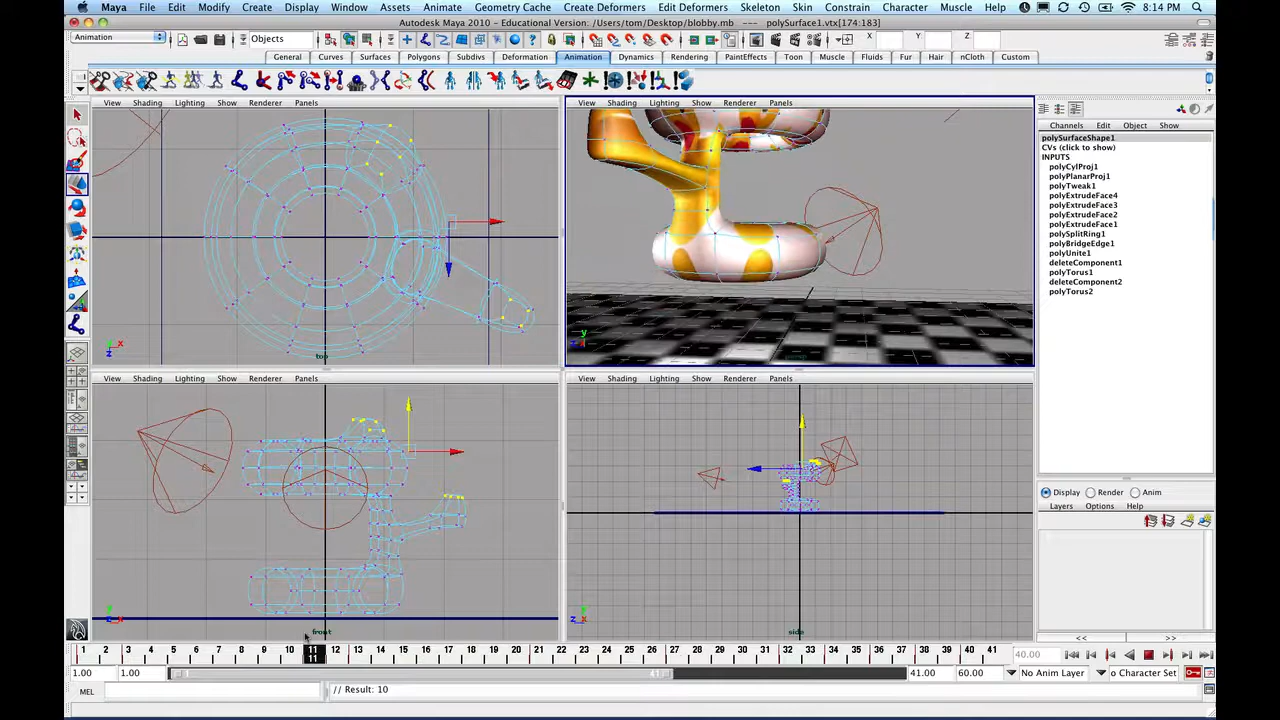 Maya File Edit Modify Create Display Window Assets Animate Geometry Cache Create Deformers Edit Deformers Skeleton Skin Constrain Character Muscle Help 8:14 PM
Autodesk Maya 2010 - Educational Version: /Users/tom/Desktop/blobby.mb --- polySurface1.vtx[174:183]
Animation Objects X: Y: Z:
General Curves Surfaces Polygons Subdivs Deformation Animation Dynamics Rendering PaintEffects Toon Muscle Fluids Fur Hair nCloth Custom
View Shading Lighting Show Renderer Panels
View Shading Lighting Show Renderer Panels
Channels Edit Object Show
polySurfaceShape1
CVs (click to show)
INPUTS
polyCylProj1
polyPlanarProj1
polyTweak1
polyExtrudeFace4
polyExtrudeFace3
polyExtrudeFace2
polyExtrudeFace1
polySplitRing1
polyBridgeEdge1
polyUnite1
deleteComponent1
polyTorus1
deleteComponent2
polyTorus2
y
x
z
top
y
View Shading Lighting Show Renderer Panels
View Shading Lighting Show Renderer Panels
Display Render Anim
Layers Options Help
y
x
front
y
z
side
<< >>
1 2 3 4 5 6 7 8 9 10 11 12 13 14 15 16 17 18 19 20 21 22 23 24 25 26 27 28 29 30 31 32 33 34 35 36 37 38 39 40 41
11
40.00
1.00 1.00 41 41.00 60.00 No Anim Layer o Character Set
MEL // Result: 10